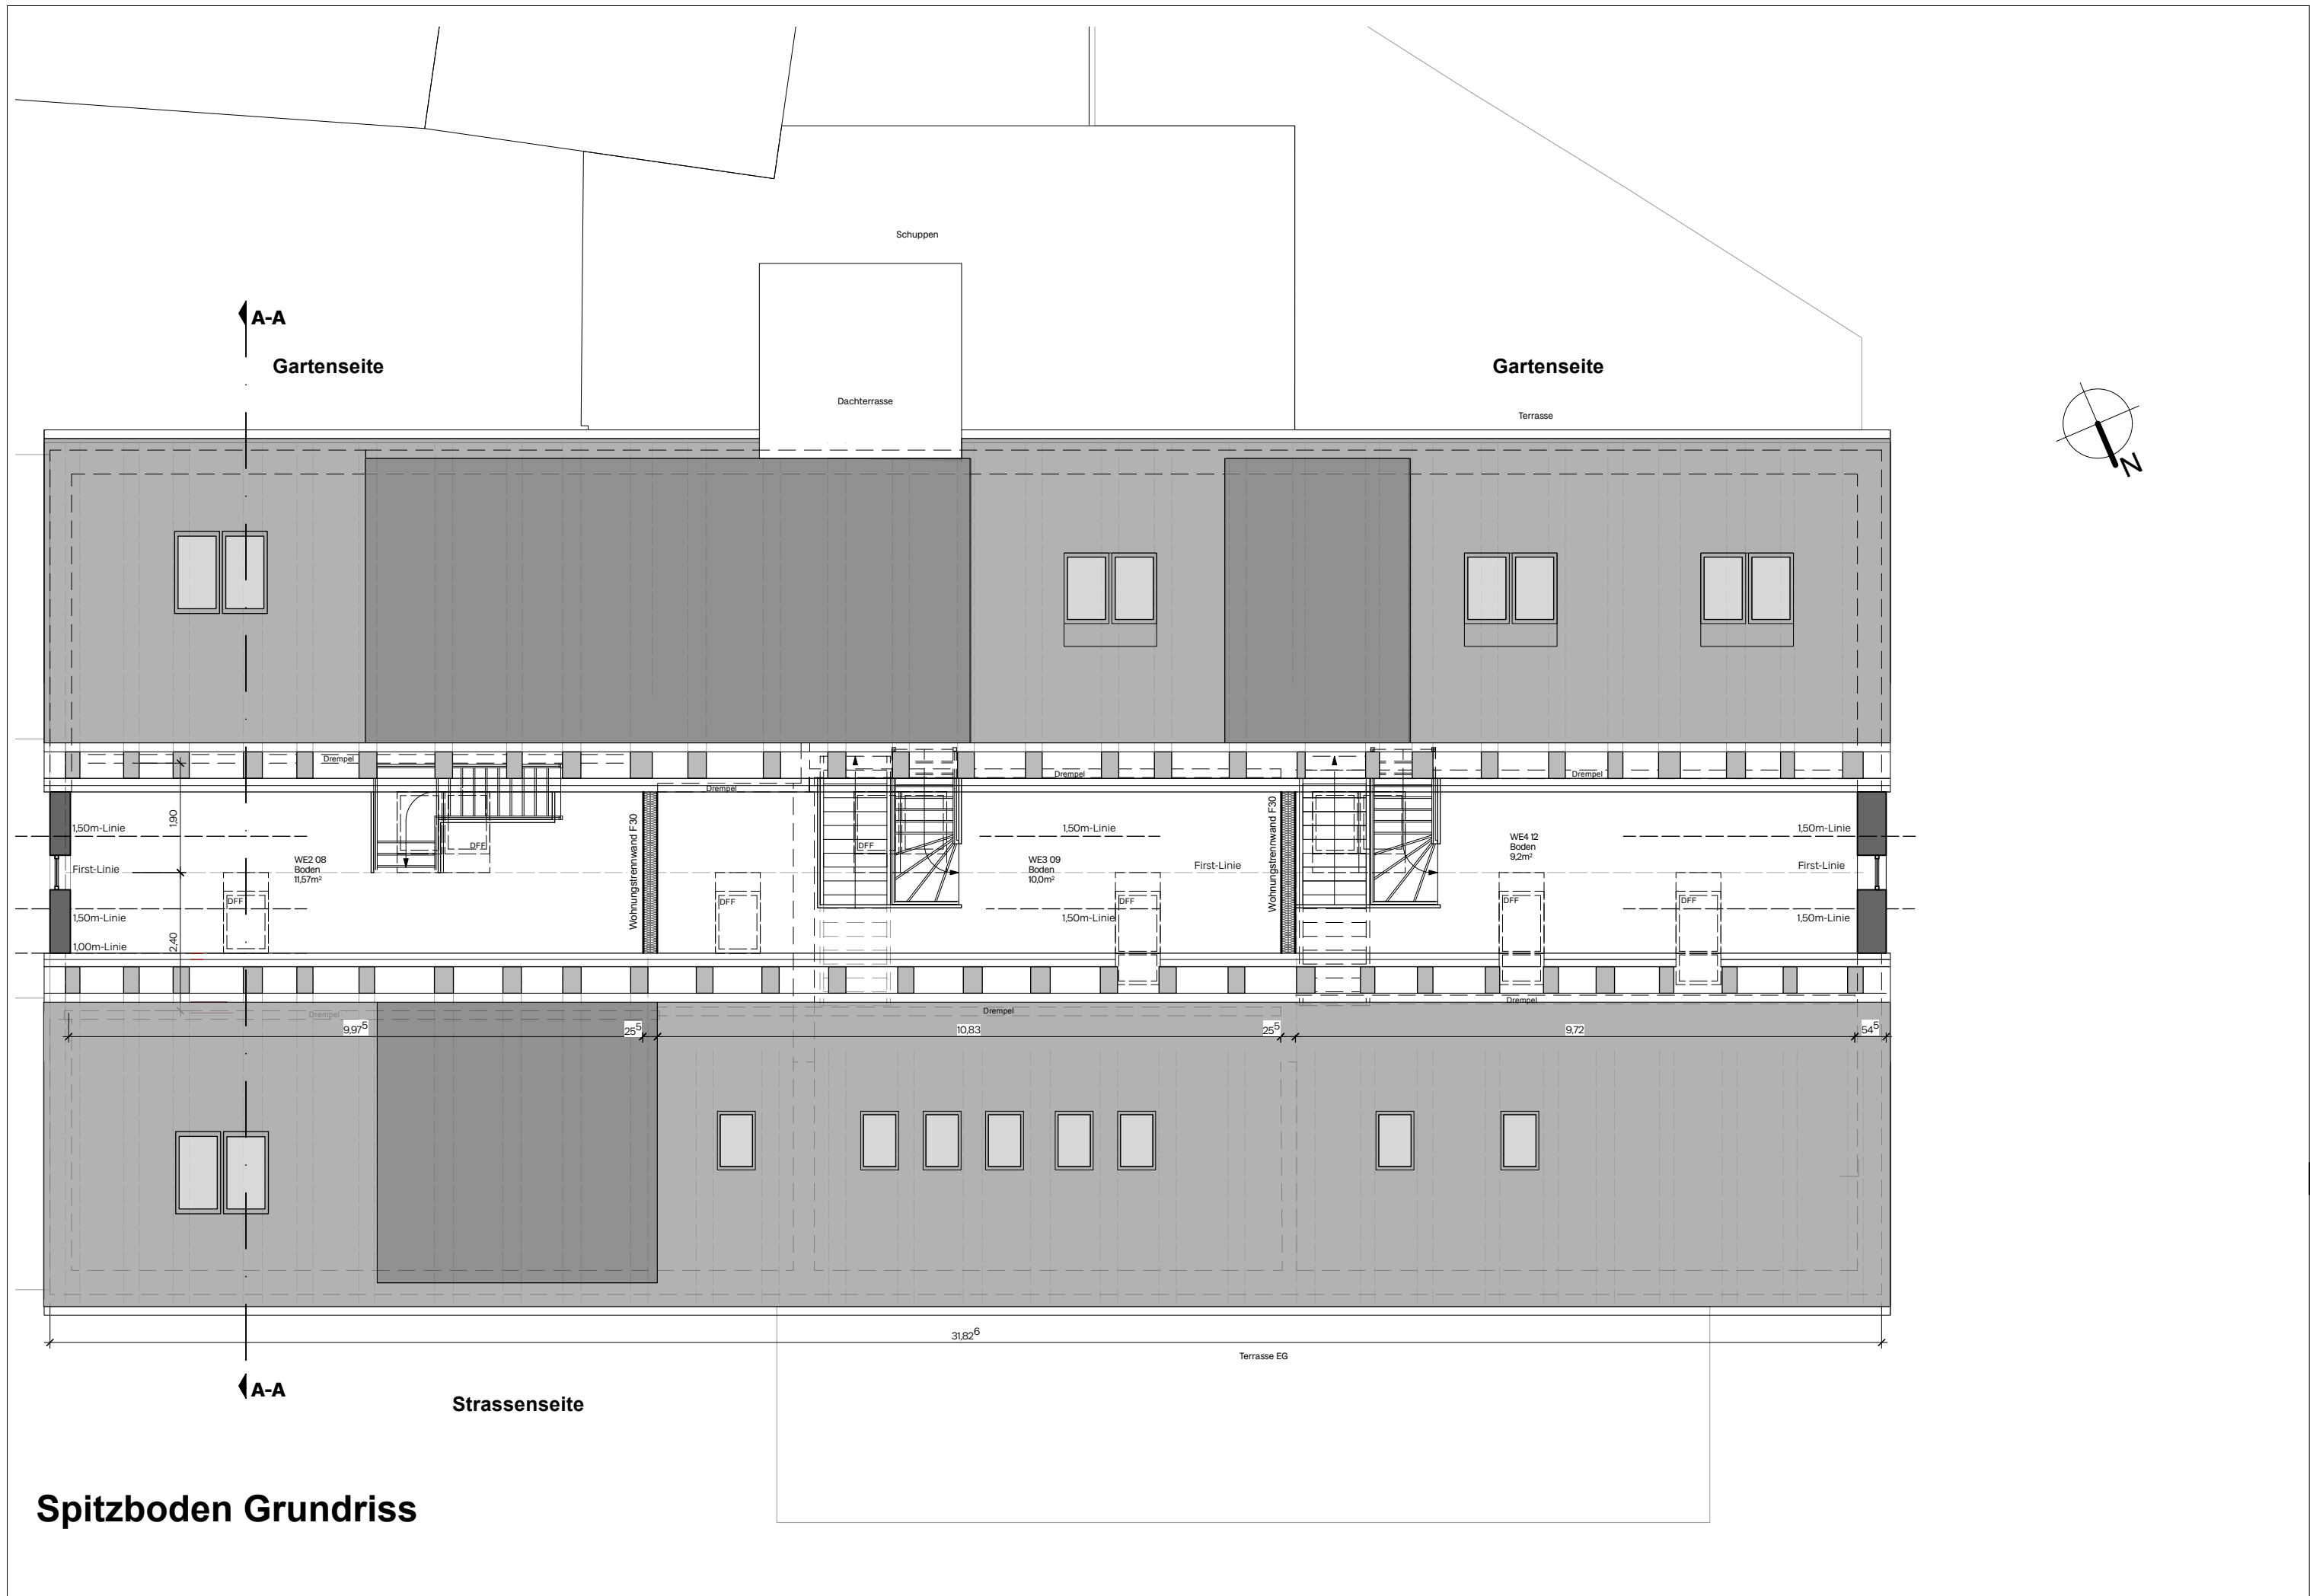 Schuppen
A-A
Gartenseite
Gartenseite
Dachterrasse
Terrasse
N
Drempel
Drempel
Drempel
Drempel
1,90
1,50m-Linie
1,50m-Linie
1,50m-Linie
Wohnungstrennwand F30
Wohnungstrennwand F30
DFF
DFF
WE2 08
Boden
11,57m²
WE3 09
Boden
10,0m²
WE4 12
Boden
9,2m²
First-Linie
First-Linie
First-Linie
DFF
DFF
DFF
DFF
DFF
1,50m-Linie
1,50m-Linie
1,50m-Linie
2,40
1,00m-Linie
Drempel
Drempel
Drempel
9,97⁵
25⁵
10,83
25⁵
9,72
54⁵
31,82⁶
Terrasse EG
A-A
Strassenseite
Spitzboden Grundriss